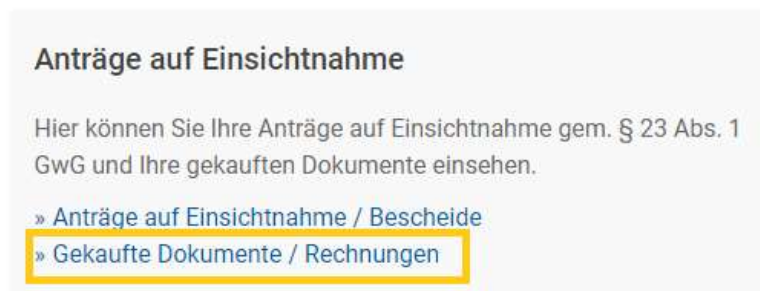 Anträge auf Einsichtnahme
Hier können Sie Ihre Anträge auf Einsichtnahme gem. § 23 Abs. 1
GwG und Ihre gekauften Dokumente einsehen.
» Anträge auf Einsichtnahme / Bescheide
» Gekaufte Dokumente / Rechnungen